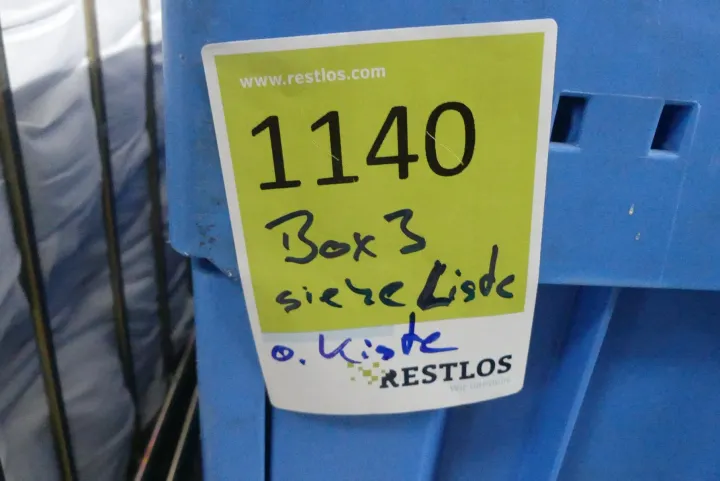 www.restlos.com
1140
Box 3
siehe Liste
o. Kiste
RESTLOS